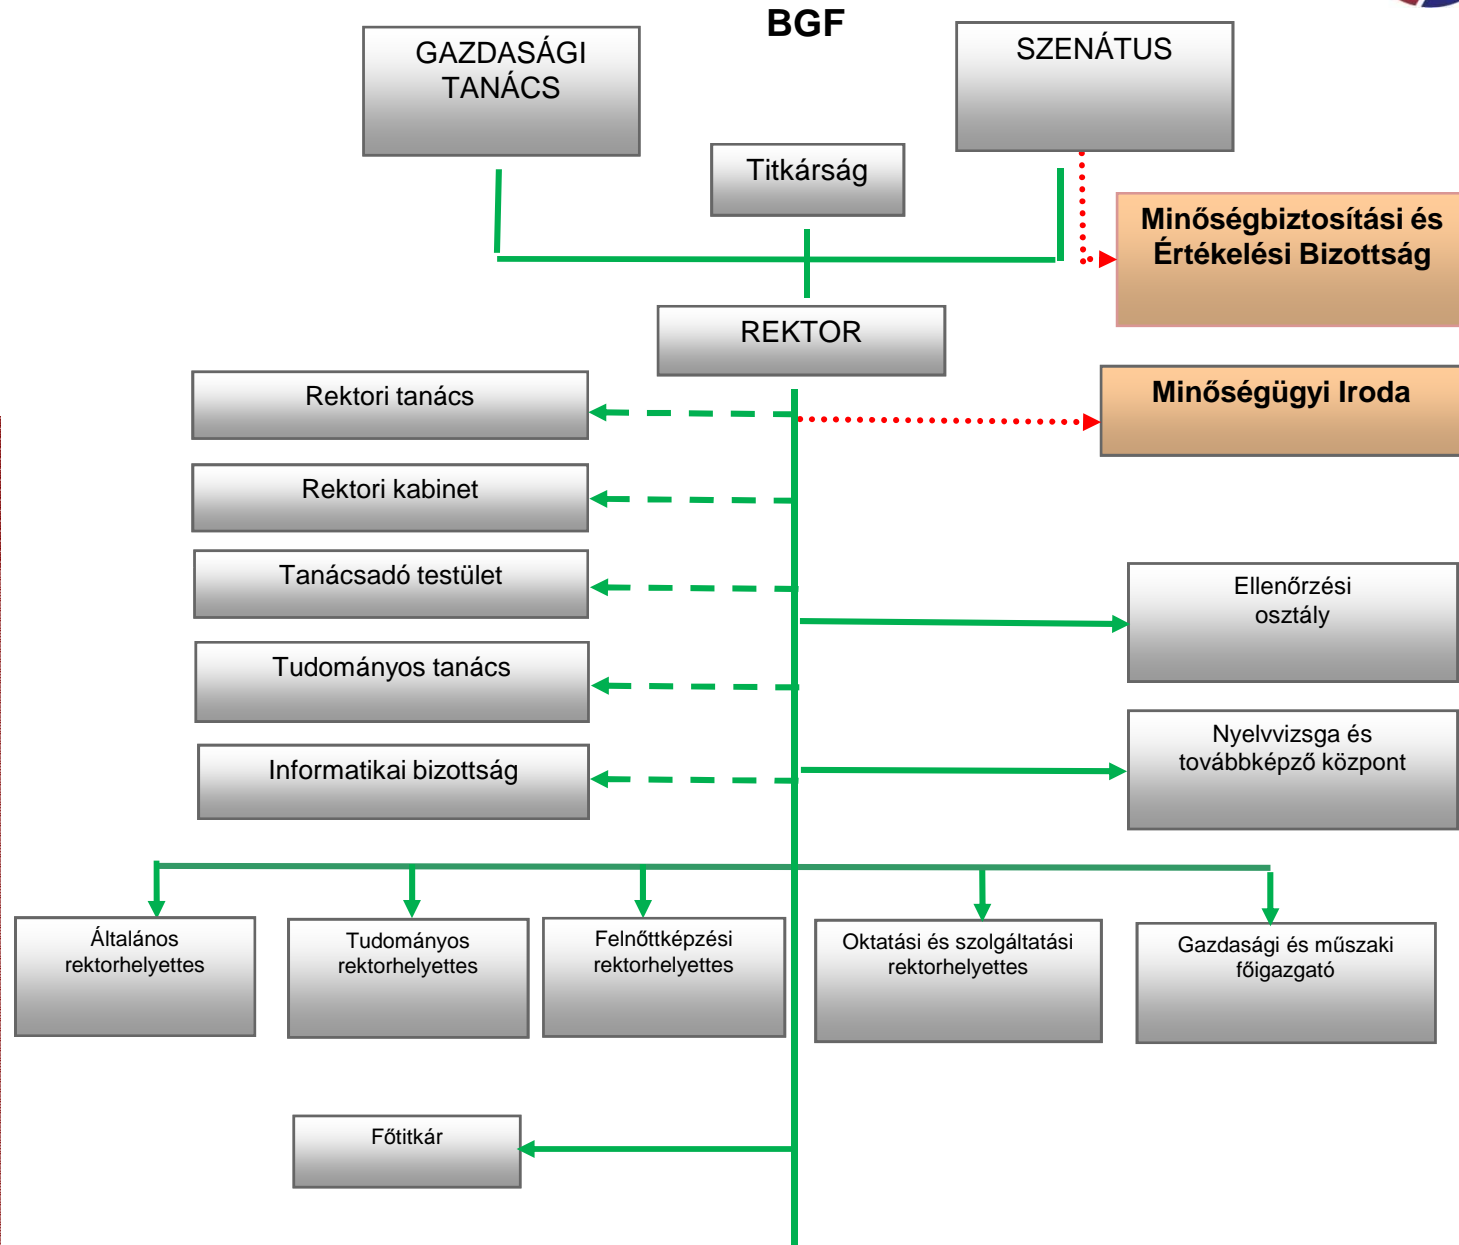 BGF
GAZDASÁGI
TANÁCS
SZENÁTUS
Titkárság
Minőségbiztosítási és
Értékelési Bizottság
REKTOR
Rektori tanács
Minőségügyi Iroda
Rektori kabinet
Tanácsadó testület
Ellenőrzési
osztály
Tudományos tanács
Nyelvvizsga és
továbbképző központ
Informatikai bizottság
Általános
rektorhelyettes
Tudományos
rektorhelyettes
Felnőttképzési
rektorhelyettes
Oktatási és szolgáltatási
rektorhelyettes
Gazdasági és műszaki
főigazgató
Főtitkár